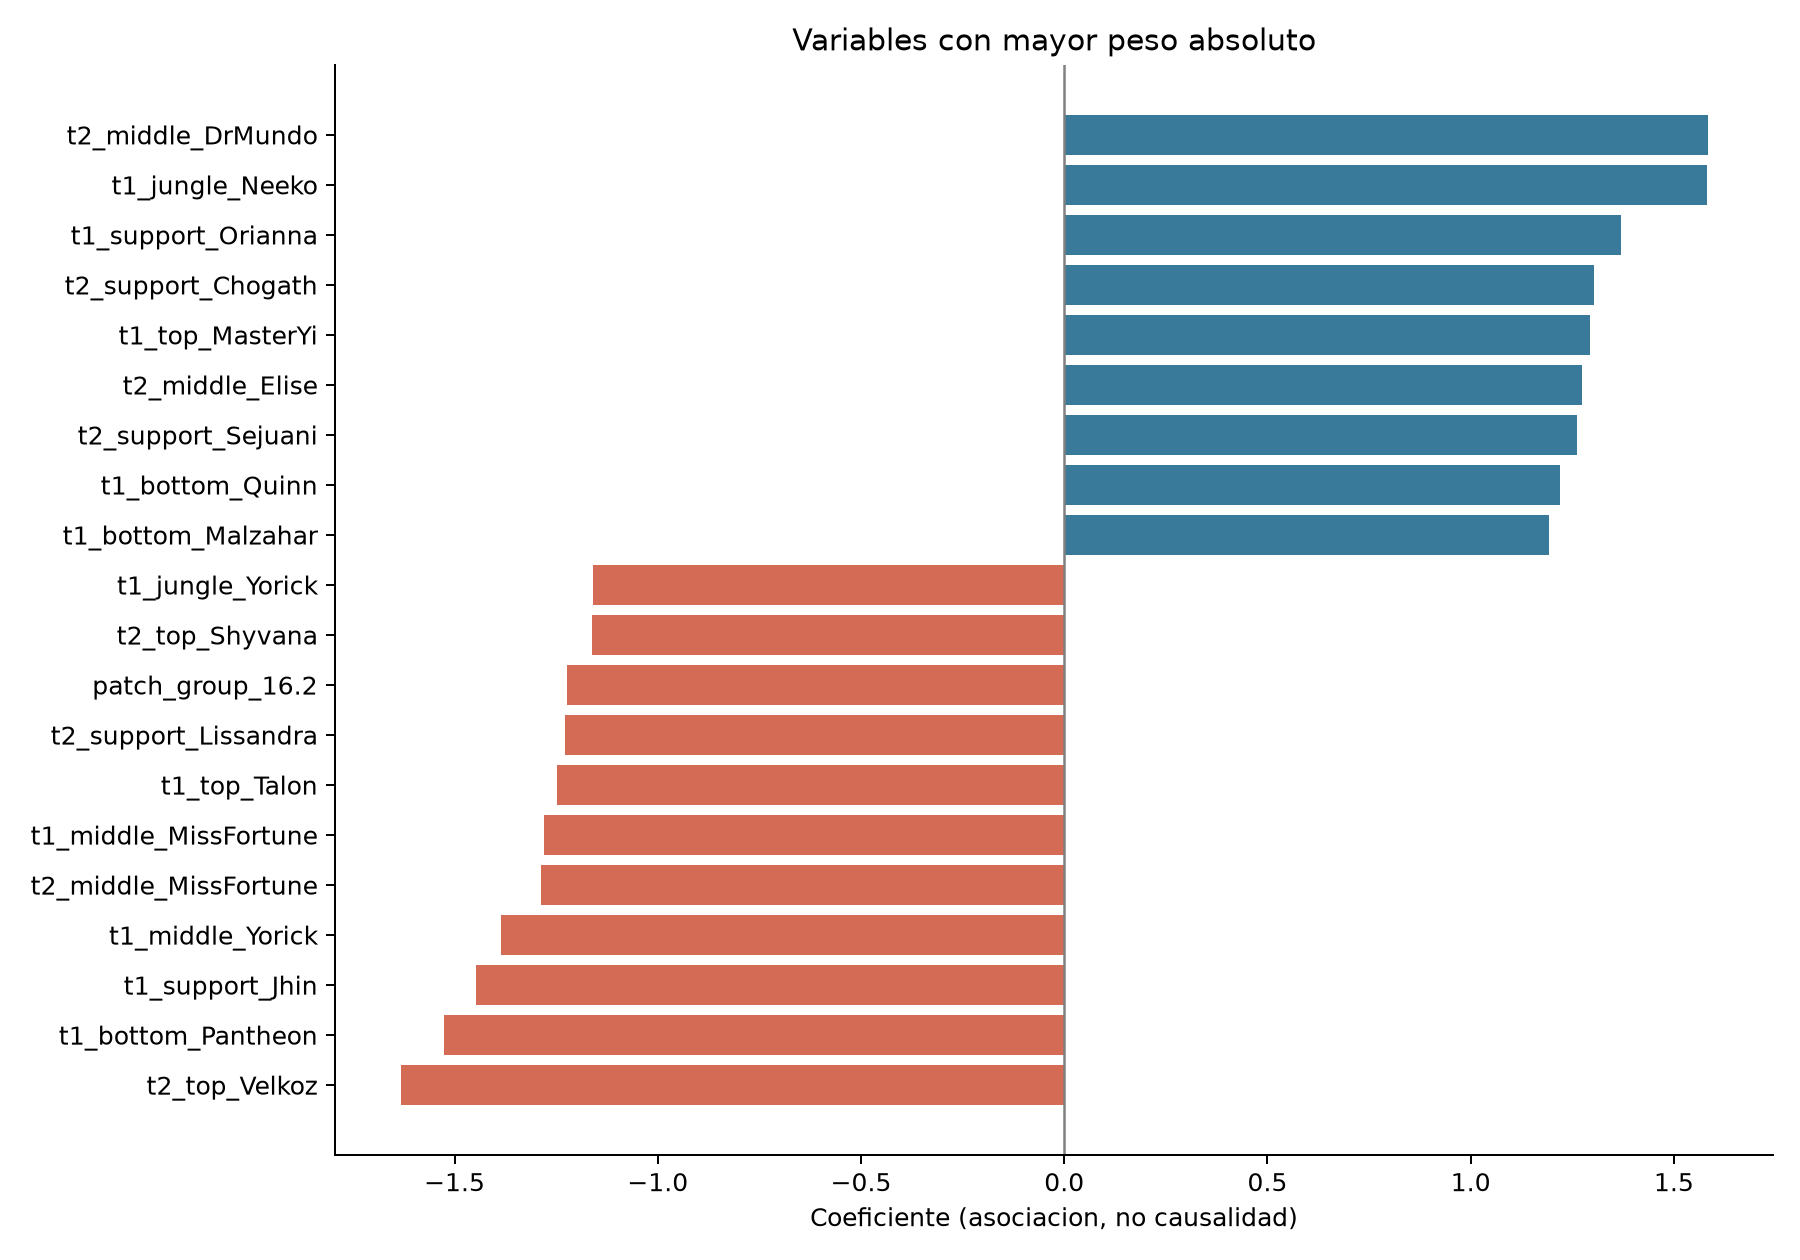 Variables con mayor peso absoluto
t2_middle_DrMundo
t1_jungle_Neeko
t1_support_Orianna
t2_support_Chogath
t1_top_MasterYi
t2_middle_Elise
t2_support_Sejuani
t1_bottom_Quinn
t1_bottom_Malzahar
t1_jungle_Yorick
t2_top_Shyvana
patch_group_16.2
t2_support_Lissandra
t1_top_Talon
t1_middle_MissFortune
t2_middle_MissFortune
t1_middle_Yorick
t1_support_Jhin
t1_bottom_Pantheon
t2_top_Velkoz
−1.5 −1.0 −0.5 0.0 0.5 1.0 1.5
Coeficiente (asociacion, no causalidad)